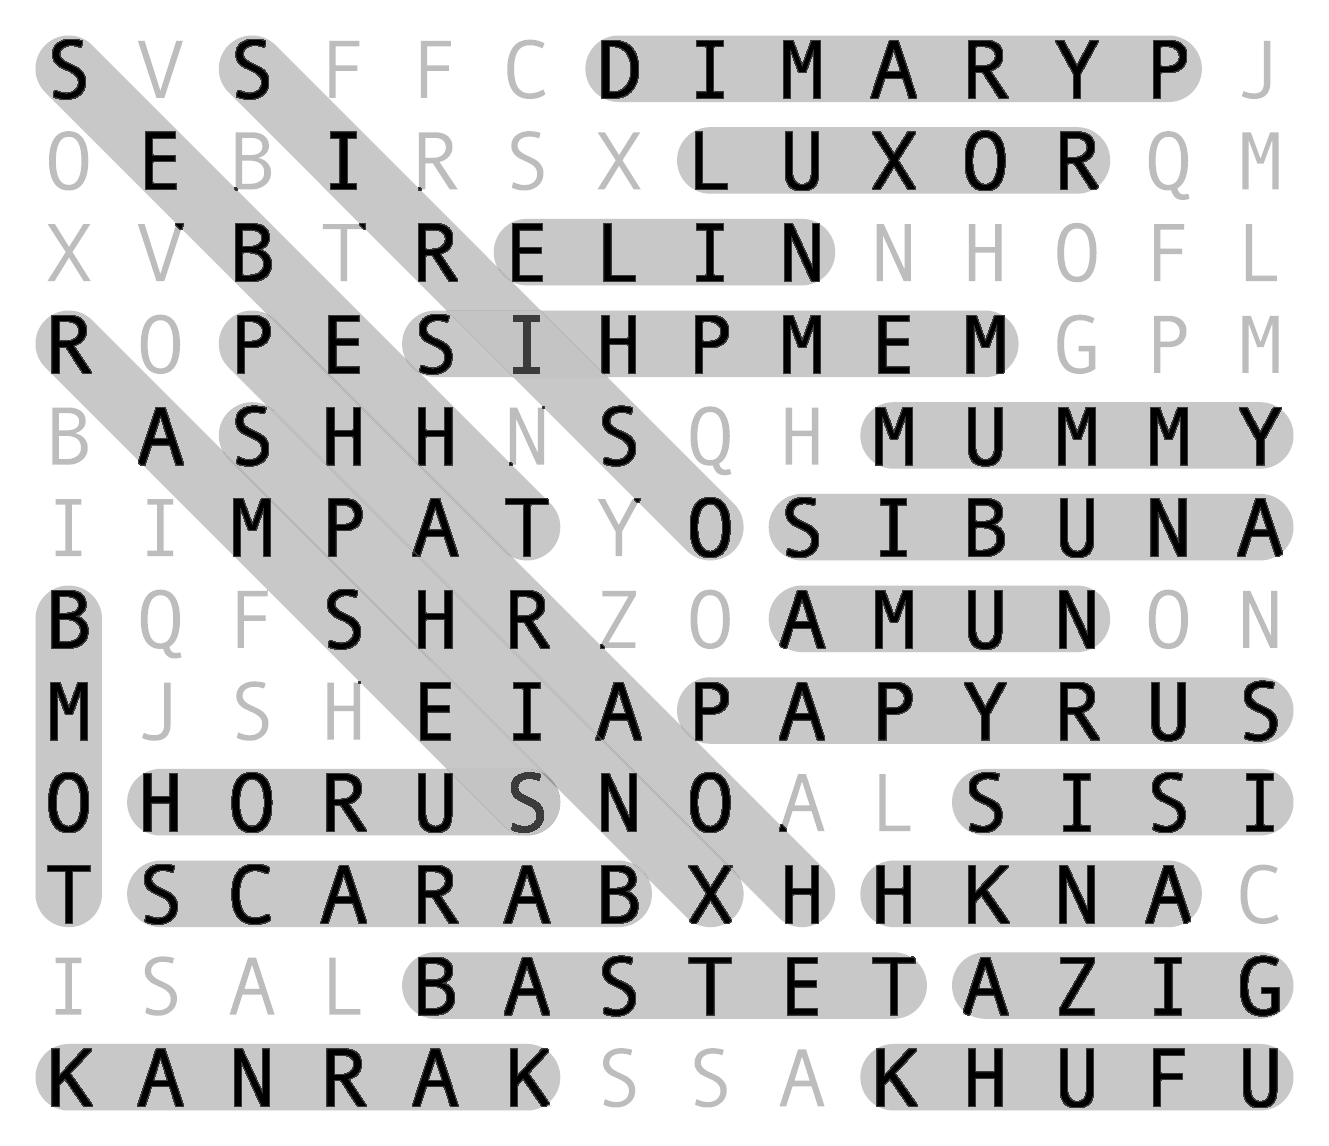 S V S F F C D I M A R Y P J
O E B I R S X L U X O R Q M
X V B T R E L I N N H O F L
R O P E S I H P M E M G P M
B A S H H N S Q H M U M M Y
I I M P A T Y O S I B U N A
B Q F S H R Z O A M U N O N
M J S H E I A P A P Y R U S
O H O R U S N O A L S I S I
T S C A R A B X H H K N A C
I S A L B A S T E T A Z I G
K A N R A K S S A K H U F U